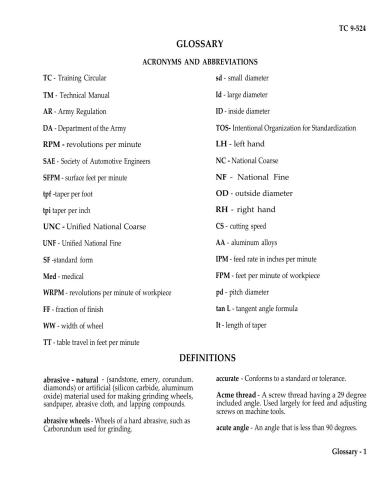 TC 9-524
GLOSSARY
ACRONYMS AND ABBREVIATIONS
TC - Training Circular
TM - Technical Manual
AR - Army Regulation
DA - Department of the Army
RPM - revolutions per minute
SAE - Society of Automotive Engineers
SFPM - surface feet per minute
tpf -taper per foot
tpi taper per inch
UNC - Unified National Coarse
UNF - Unified National Fine
SF -standard form
Med - medical
WRPM - revolutions per minute of workpiece
FF - fraction of finish
WW - width of wheel
TT - table travel in feet per minute
sd - small diameter
ld - large diameter
ID - inside diameter
TOS- Intentional Organization for Standardization
LH - left hand
NC - National Coarse
NF - National Fine
OD - outside diameter
RH - right hand
CS - cutting speed
AA - aluminum alloys
IPM - feed rate in inches per minute
FPM - feet per minute of workpiece
pd - pitch diameter
tan L - tangent angle formula
It - length of taper
DEFINITIONS
abrasive - natural - (sandstone, emery, corundum.
diamonds) or artificial (silicon carbide, aluminum
oxide) material used for making grinding wheels,
sandpaper, abrasive cloth, and lapping compounds.
abrasive wheels - Wheels of a hard abrasive, such as
Carborundum used for grinding.
accurate - Conforms to a standard or tolerance.
Acme thread - A screw thread having a 29 degree
included angle. Used largely for feed and adjusting
screws on machine tools.
acute angle - An angle that is less than 90 degrees.
Glossary - 1